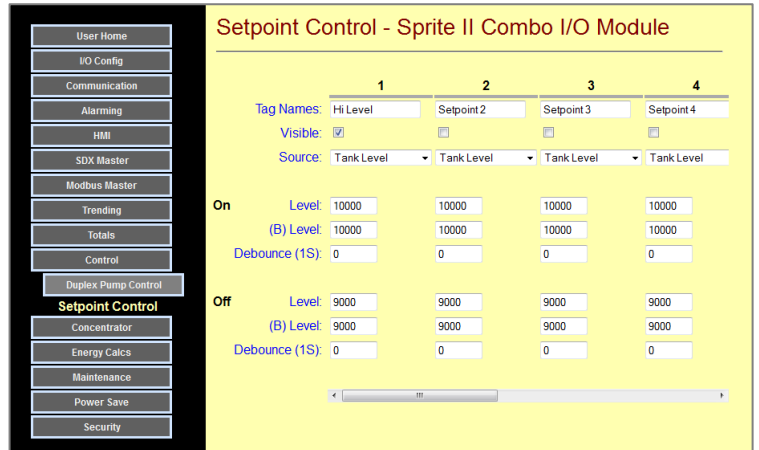 Setpoint Control - Sprite II Combo I/O Module
User Home
I/O Config
Communication
Alarming
HMI
SDX Master
Modbus Master
Trending
Totals
Control
Duplex Pump Control
Setpoint Control
Concentrator
Energy Calcs
Maintenance
Power Save
Security
1 2 3 4
Tag Names: Hi Level Setpoint 2 Setpoint 3 Setpoint 4
Visible:
Source: Tank Level Tank Level Tank Level Tank Level
On Level: 10000 10000 10000 10000
(B) Level: 10000 10000 10000 10000
Debounce (1S): 0 0 0 0
Off Level: 9000 9000 9000 9000
(B) Level: 9000 9000 9000 9000
Debounce (1S): 0 0 0 0